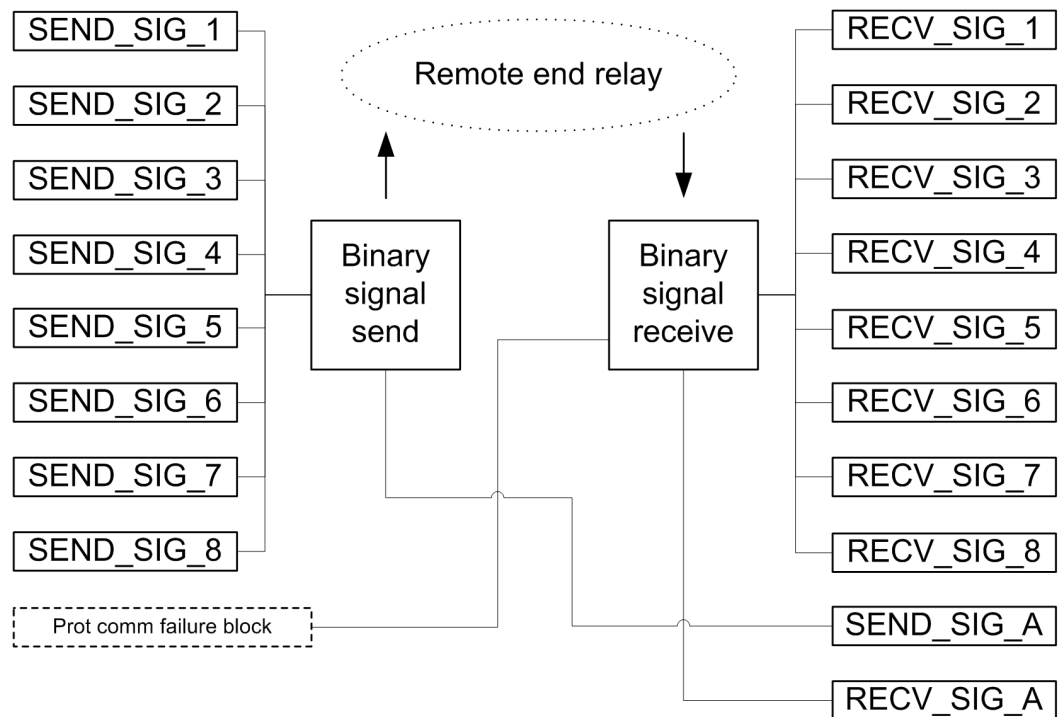 SEND_SIG_1
SEND_SIG_2
SEND_SIG_3
SEND_SIG_4
SEND_SIG_5
SEND_SIG_6
SEND_SIG_7
SEND_SIG_8
Prot comm failure block
Remote end relay
Binary
signal
send
Binary
signal
receive
RECV_SIG_1
RECV_SIG_2
RECV_SIG_3
RECV_SIG_4
RECV_SIG_5
RECV_SIG_6
RECV_SIG_7
RECV_SIG_8
SEND_SIG_A
RECV_SIG_A